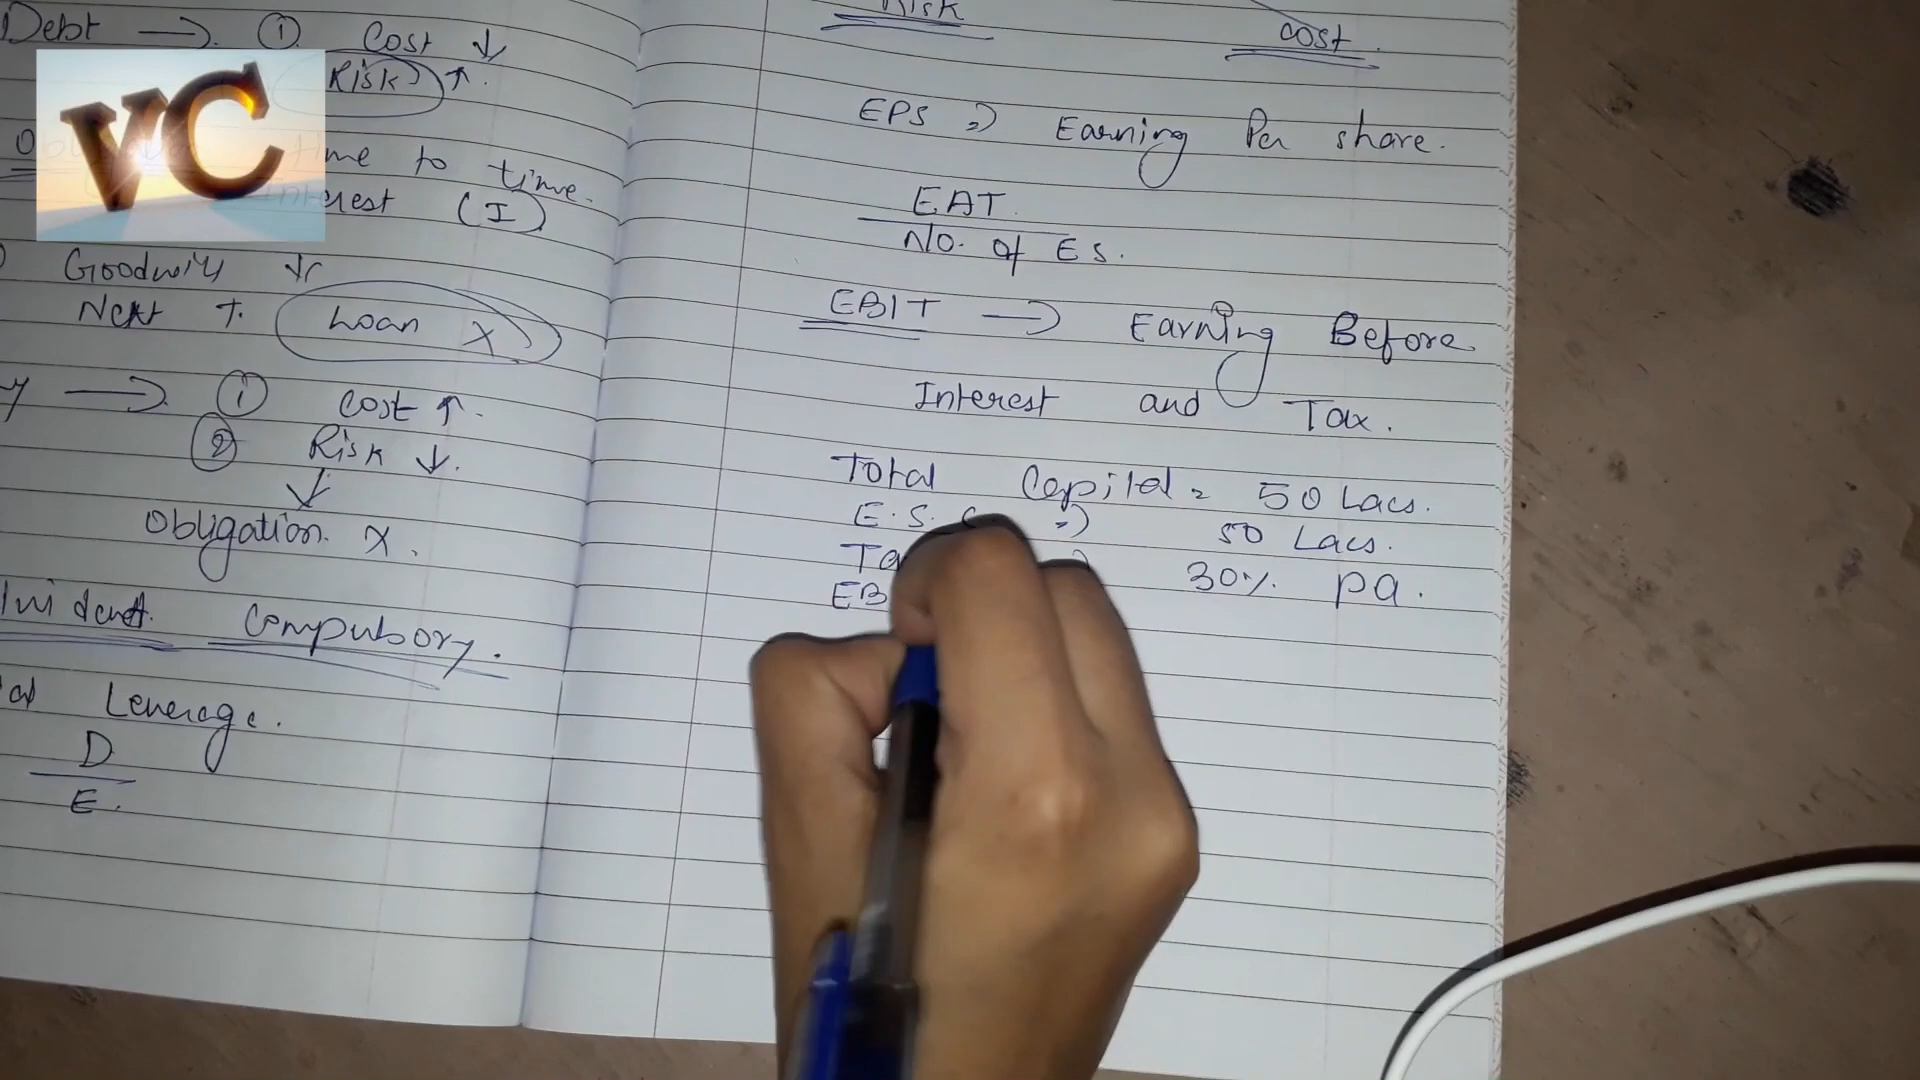 Debt → ① Cost ↓
Risk ↑.
time to time.
Interest (I)
Goodwill ↓
Next T. Loan X
→ ① Cost ↑.
② Risk ↓.
↓
Obligation X.
Compulsory.
Leverage.
D
E.
VC
Risk
Cost.
EPS => Earning Per share.
EAT
No. of E S.
EBIT → Earning Before
Interest and Tax.
Total Capital = 50 Lacs.
E. S. => 50 Lacs.
30% pa.
EB